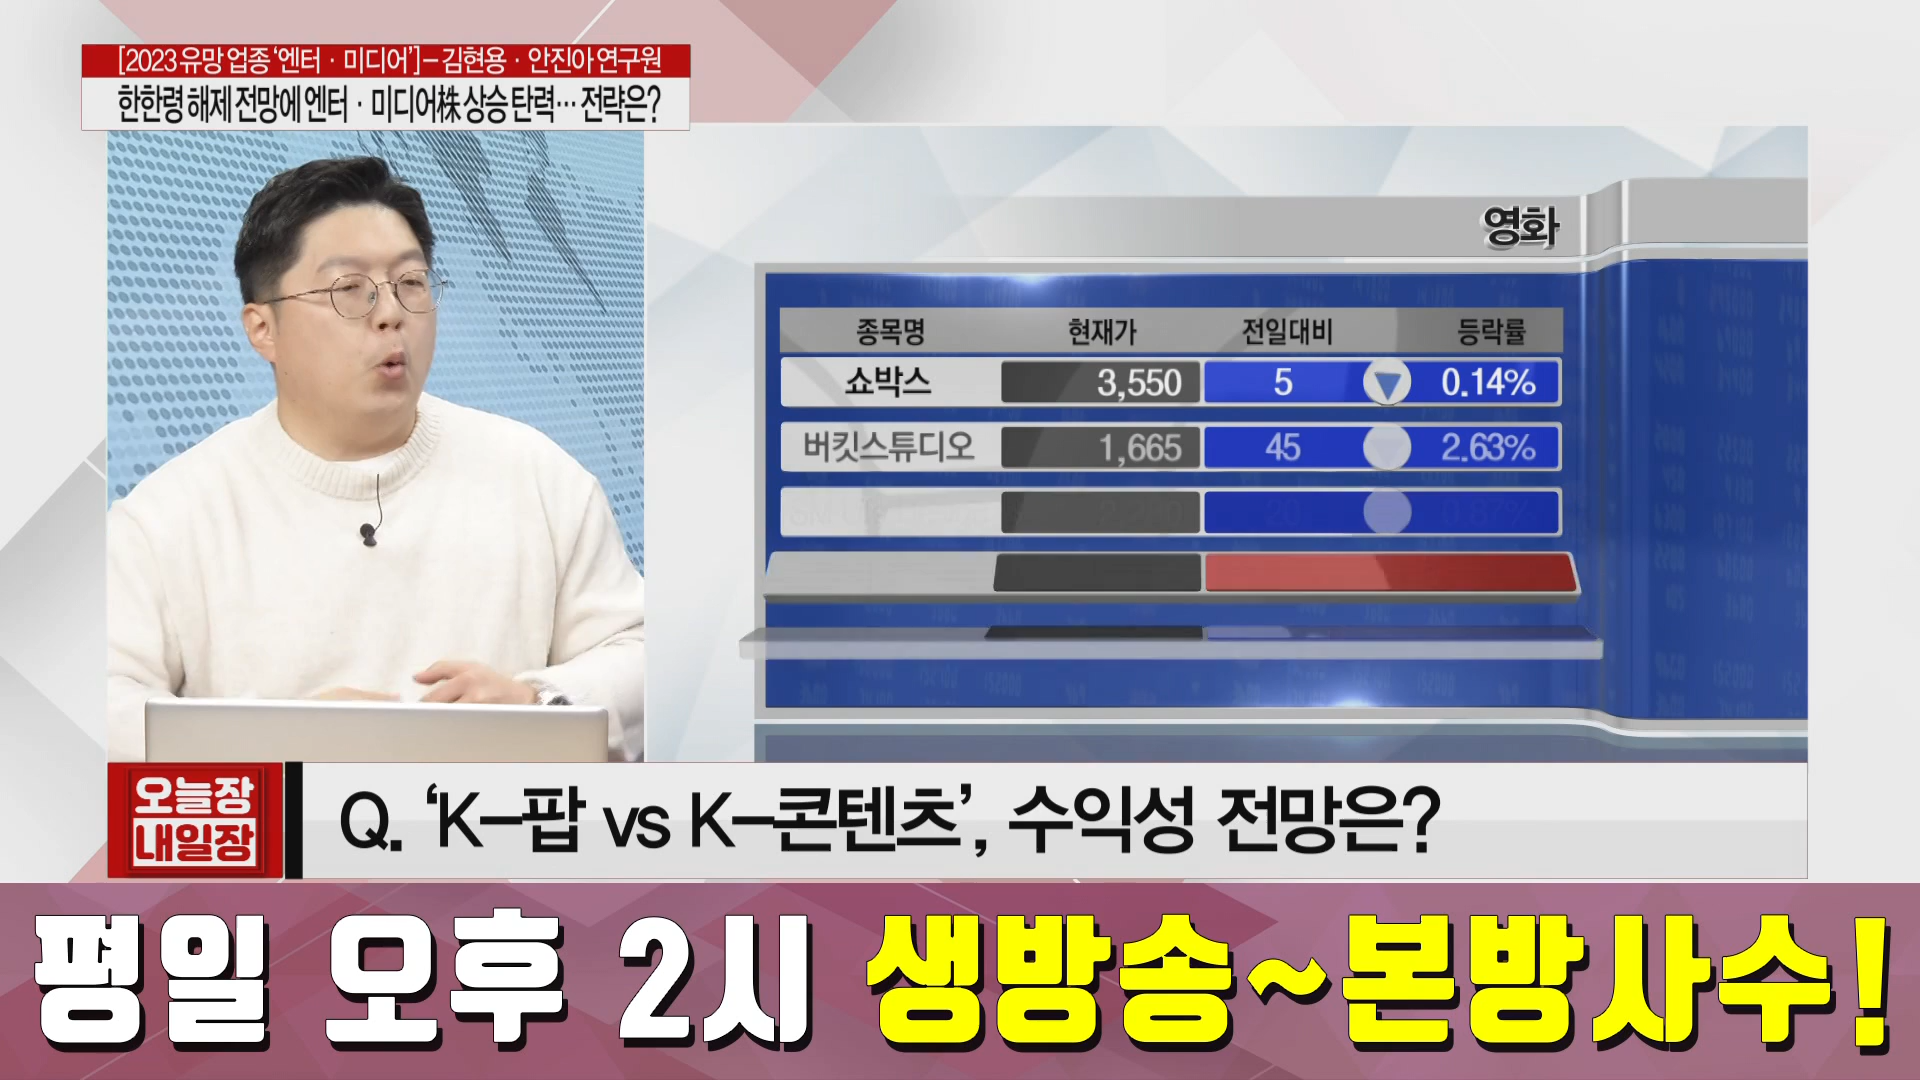 [2023 유망 업종 ‘엔터 · 미디어’] – 김현용 · 안진아 연구원
한한령 해제 전망에 엔터 · 미디어株 상승 탄력… 전략은?
영화
종목명 현재가 전일대비 등락률
쇼박스 3,550 5 ▼ 0.14%
버킷스튜디오 1,665 45 2.63%
오늘장
내일장
Q. ‘K-팝 vs K-콘텐츠’, 수익성 전망은?
평일 오후 2시 생방송~본방사수!